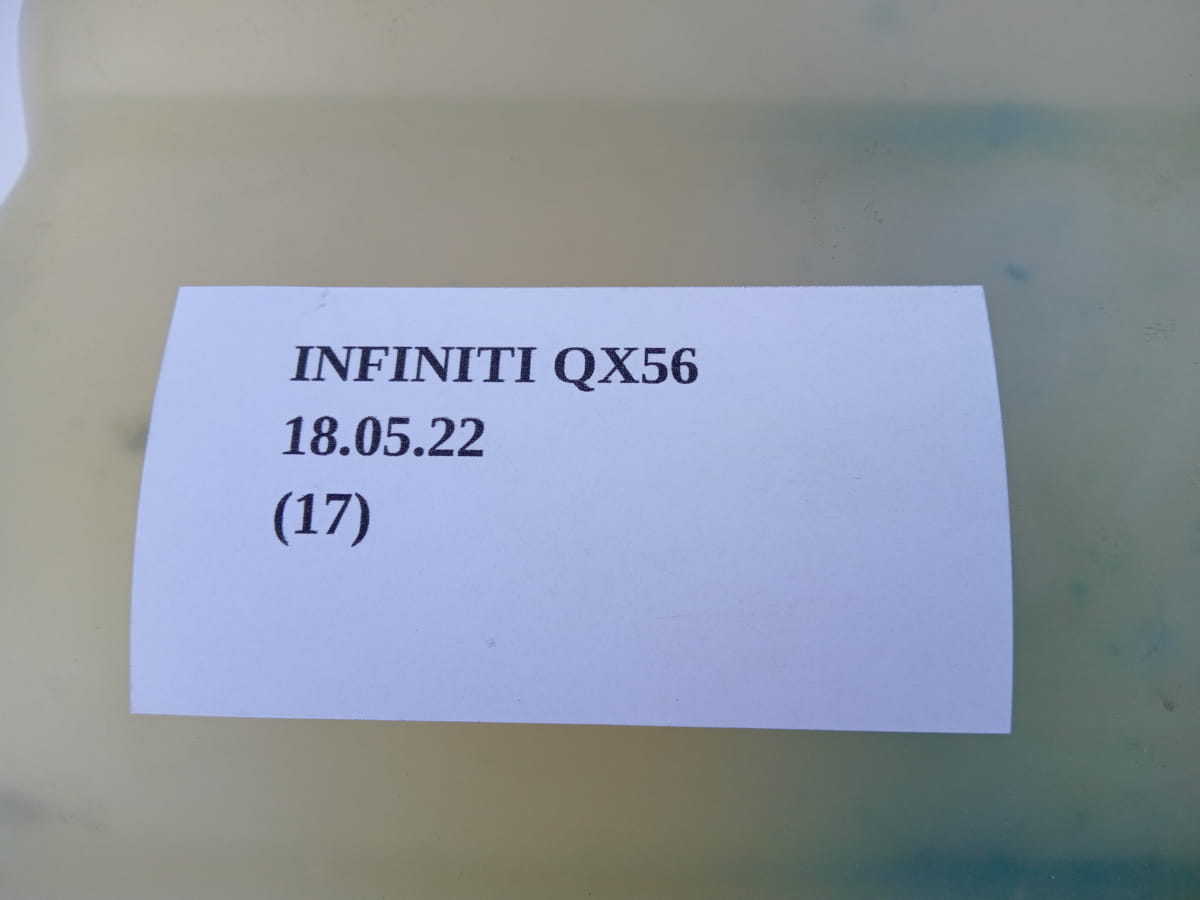 INFINITI QX56
18.05.22
(17)